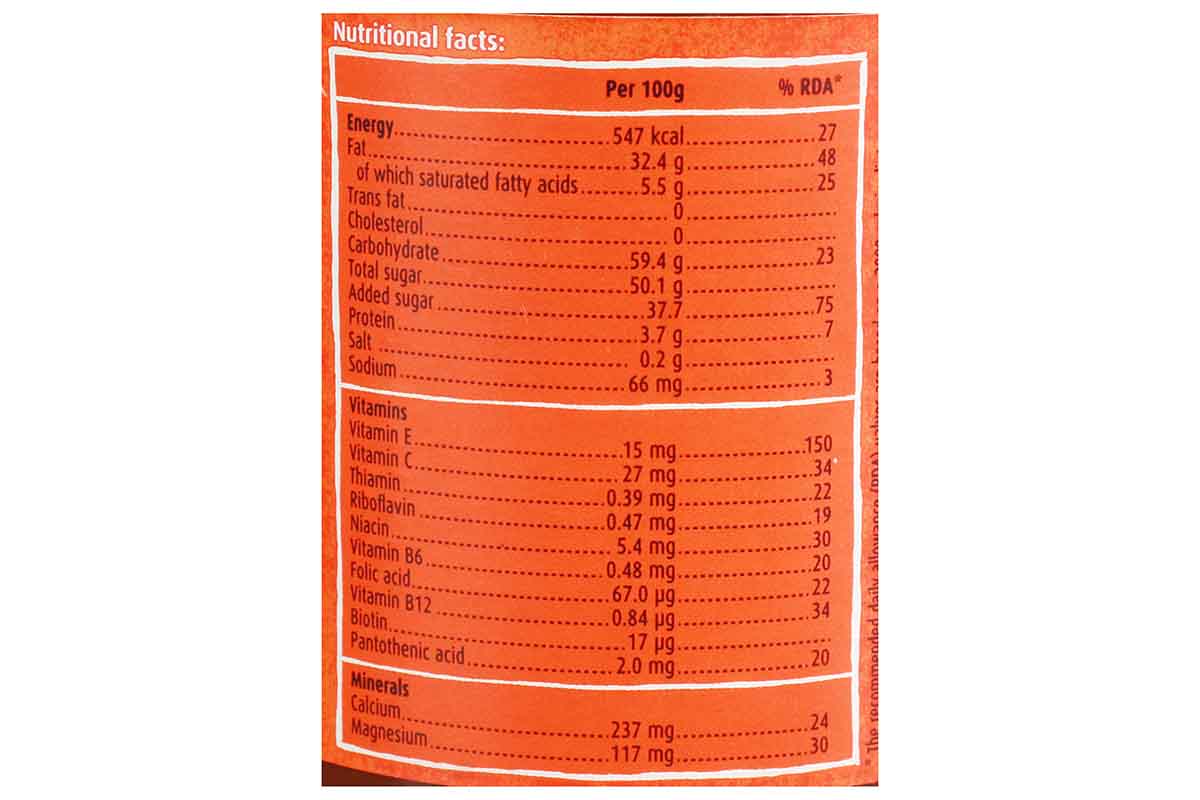 Nutritional facts:
Per 100g % RDA*
Energy 547 kcal 27
Fat 32.4 g 48
of which saturated fatty acids 5.5 g 25
Trans fat 0
Cholesterol 0
Carbohydrate 59.4 g 23
Total sugar 50.1 g
Added sugar 37.7 75
Protein 3.7 g 7
Salt 0.2 g
Sodium 66 mg 3
Vitamins
Vitamin E 15 mg 150
Vitamin C 27 mg 34
Thiamin 0.39 mg 22
Riboflavin 0.47 mg 19
Niacin 5.4 mg 30
Vitamin B6 0.48 mg 20
Folic acid 67.0 µg 22
Vitamin B12 0.84 µg 34
Biotin 17 µg
Pantothenic acid 2.0 mg 20
Minerals
Calcium 237 mg 24
Magnesium 117 mg 30
* The recommended daily allowance (RDA) values are based